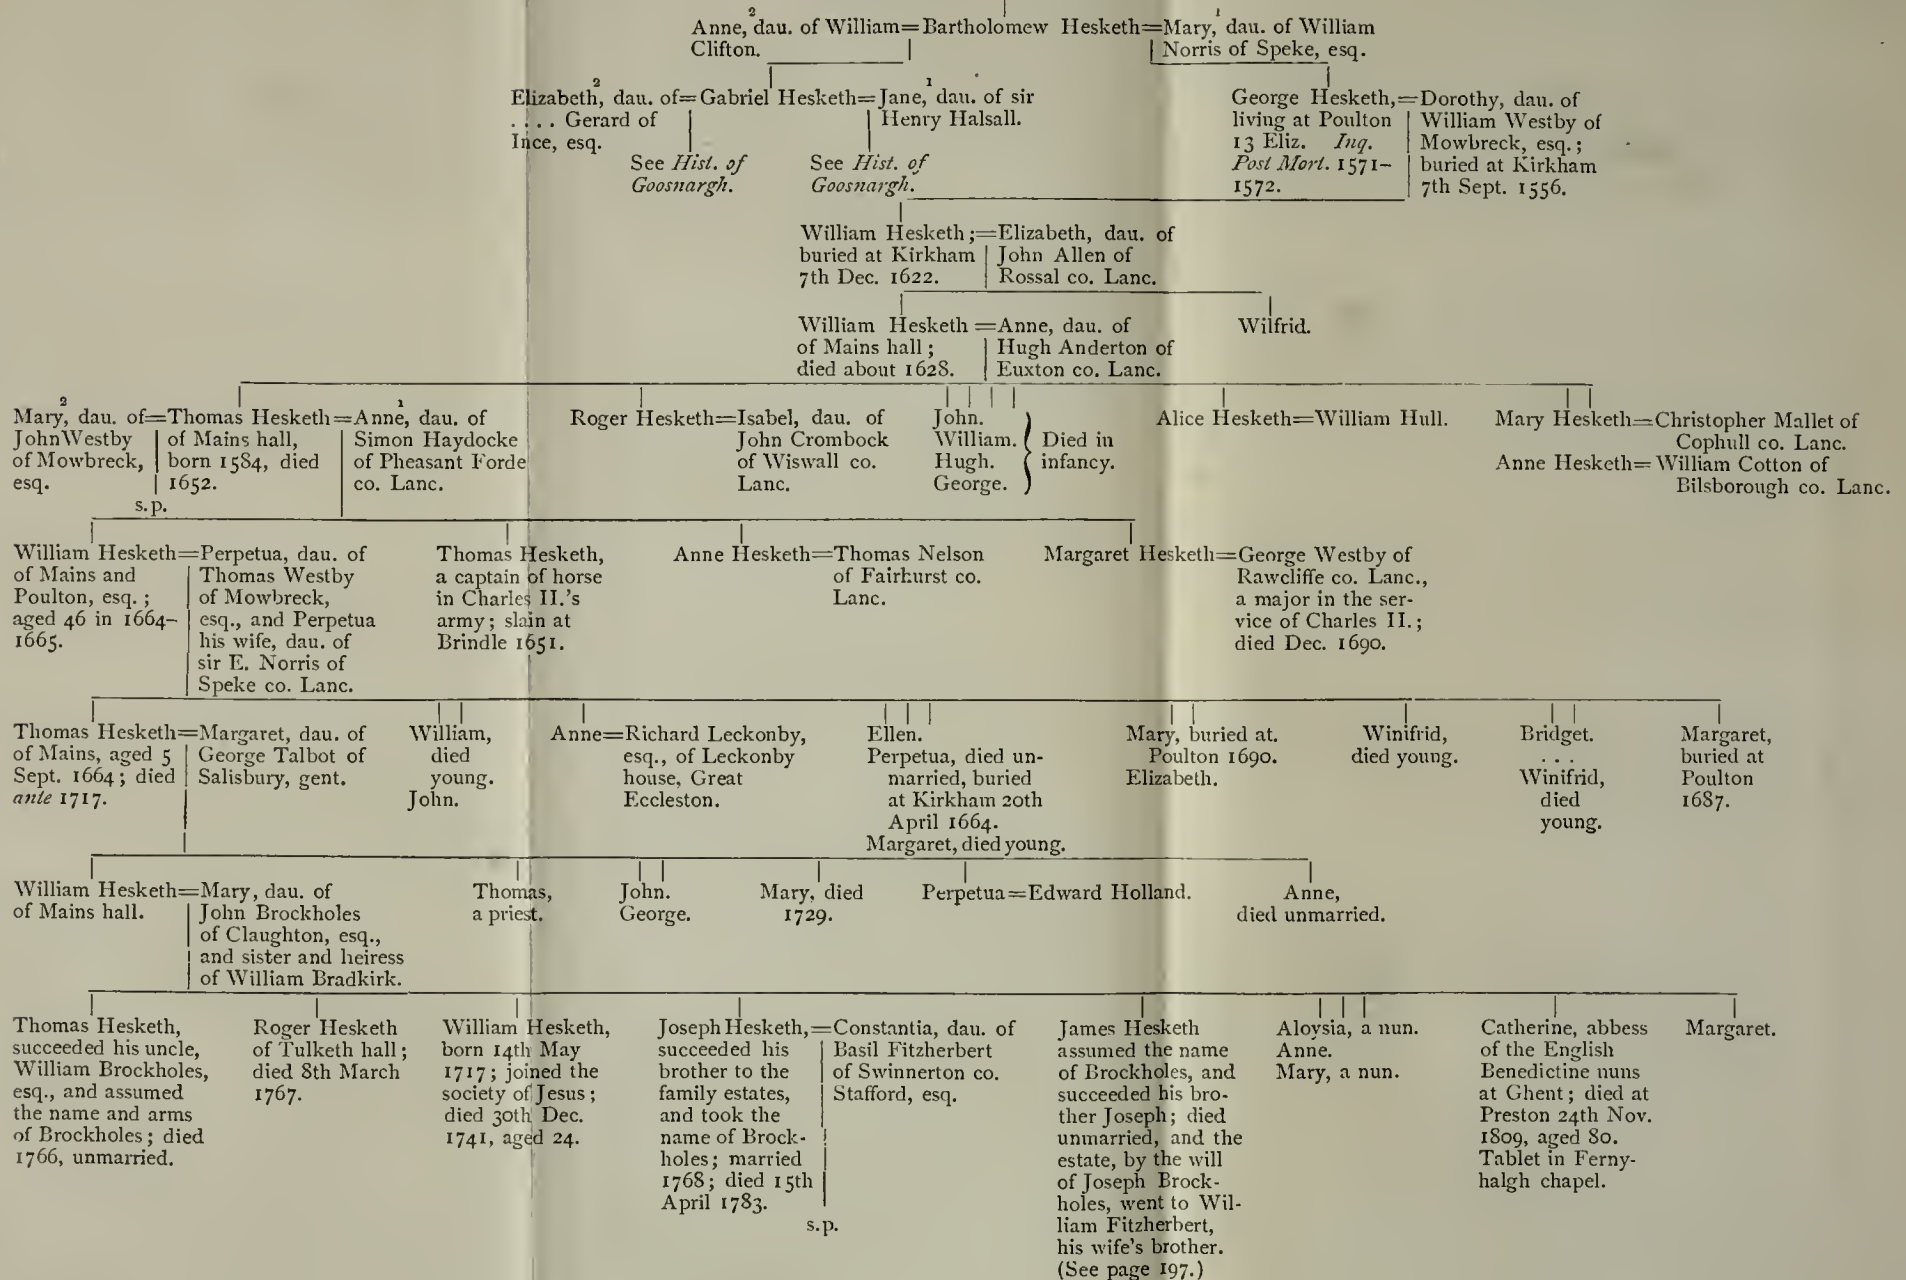 Anne,² dau. of William=Bartholomew Hesketh=Mary,¹ dau. of William
Clifton.
Norris of Speke, esq.
Elizabeth,² dau. of=Gabriel Hesketh=Jane,¹ dau. of sir
.... Gerard of
Ince, esq.
Henry Halsall.
See Hist. of
Goosnargh.
See Hist. of
Goosnargh.
George Hesketh,=Dorothy, dau. of
living at Poulton
13 Eliz. Inq.
Post Mort. 1571-
1572.
William Westby of
Mowbreck, esq.;
buried at Kirkham
7th Sept. 1556.
William Hesketh;=Elizabeth, dau. of
buried at Kirkham
7th Dec. 1622.
John Allen of
Rossal co. Lanc.
William Hesketh=Anne, dau. of
of Mains hall;
died about 1628.
Hugh Anderton of
Euxton co. Lanc.
Wilfrid.
Mary,² dau. of=Thomas Hesketh=Anne,¹ dau. of
John Westby
of Mowbreck,
esq.
of Mains hall,
born 1584, died
1652.
s.p.
Simon Haydocke
of Pheasant Forde
co. Lanc.
Roger Hesketh=Isabel, dau. of
John Crombock
of Wiswall co.
Lanc.
John.
William.
Hugh.
George.
Died in
infancy.
Alice Hesketh=William Hull.
Mary Hesketh=Christopher Mallet of
Cophull co. Lanc.
Anne Hesketh=William Cotton of
Bilsborough co. Lanc.
William Hesketh=Perpetua, dau. of
of Mains and
Poulton, esq.;
aged 46 in 1664-
1665.
Thomas Westby
of Mowbreck,
esq., and Perpetua
his wife, dau. of
sir E. Norris of
Speke co. Lanc.
Thomas Hesketh,
a captain of horse
in Charles II.'s
army; slain at
Brindle 1651.
Anne Hesketh=Thomas Nelson
of Fairhurst co.
Lanc.
Margaret Hesketh=George Westby of
Rawcliffe co. Lanc.,
a major in the ser-
vice of Charles II.;
died Dec. 1690.
Thomas Hesketh=Margaret, dau. of
of Mains, aged 5
Sept. 1664; died
ante 1717.
George Talbot of
Salisbury, gent.
William,
died
young.
John.
Anne=Richard Leckonby,
esq., of Leckonby
house, Great
Eccleston.
Ellen.
Perpetua, died un-
married, buried
at Kirkham 20th
April 1664.
Margaret, died young.
Mary, buried at.
Poulton 1690.
Elizabeth.
Winifrid,
died young.
Bridget.
...
Winifrid,
died
young.
Margaret,
buried at
Poulton
1687.
William Hesketh=Mary, dau. of
of Mains hall.
John Brockholes
of Claughton, esq.,
and sister and heiress
of William Bradkirk.
Thomas,
a priest.
John.
George.
Mary, died
1729.
Perpetua=Edward Holland.
Anne,
died unmarried.
Thomas Hesketh,
succeeded his uncle,
William Brockholes,
esq., and assumed
the name and arms
of Brockholes; died
1766, unmarried.
Roger Hesketh
of Tulketh hall;
died 8th March
1767.
William Hesketh,
born 14th May
1717; joined the
society of Jesus;
died 30th Dec.
1741, aged 24.
Joseph Hesketh,=Constantia, dau. of
succeeded his
brother to the
family estates,
and took the
name of Brock-
holes; married
1768; died 15th
April 1783.
Basil Fitzherbert
of Swinnerton co.
Stafford, esq.
s.p.
James Hesketh
assumed the name
of Brockholes, and
succeeded his bro-
ther Joseph; died
unmarried, and the
estate, by the will
of Joseph Brock-
holes, went to Wil-
liam Fitzherbert,
his wife's brother.
(See page 197.)
Aloysia, a nun.
Anne.
Mary, a nun.
Catherine, abbess
of the English
Benedictine nuns
at Ghent; died at
Preston 24th Nov.
1809, aged 80.
Tablet in Ferny-
halgh chapel.
Margaret.